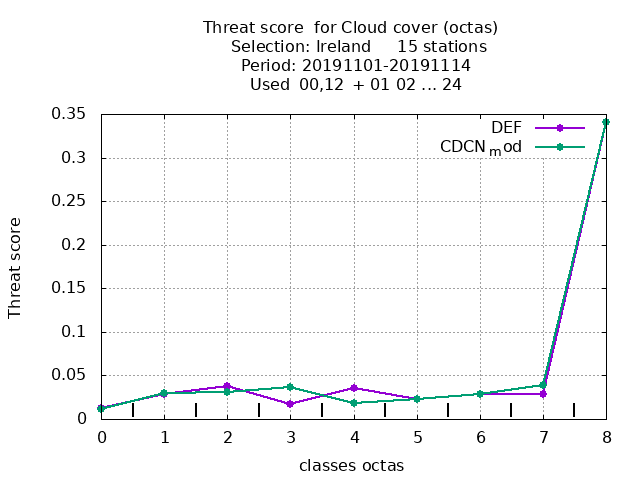 Threat score  for Cloud cover (octas)
Selection: Ireland     15 stations
Period: 20191101-20191114
Used  00,12  + 01 02 ... 24
DEF
CDCN_mod
0.35
0.3
0.25
0.2
0.15
0.1
0.05
0
Threat score
0 1 2 3 4 5 6 7 8
classes octas